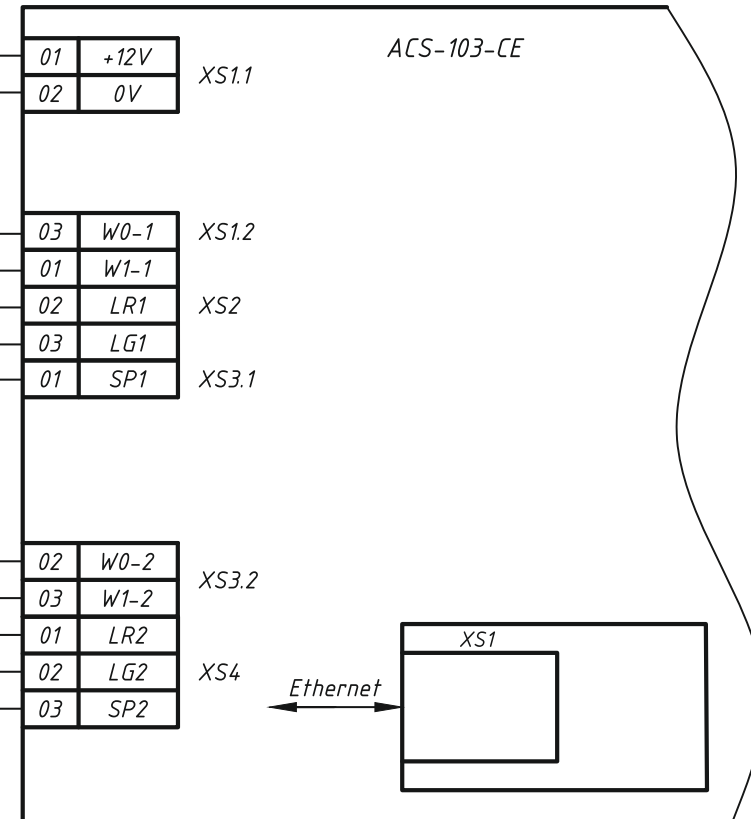 ACS-103-CE
01 +12V XS1.1
02 0V
03 W0-1 XS1.2
01 W1-1
02 LR1 XS2
03 LG1
01 SP1 XS3.1
02 W0-2 XS3.2
03 W1-2
01 LR2
02 LG2 XS4
03 SP2
XS1
Ethernet